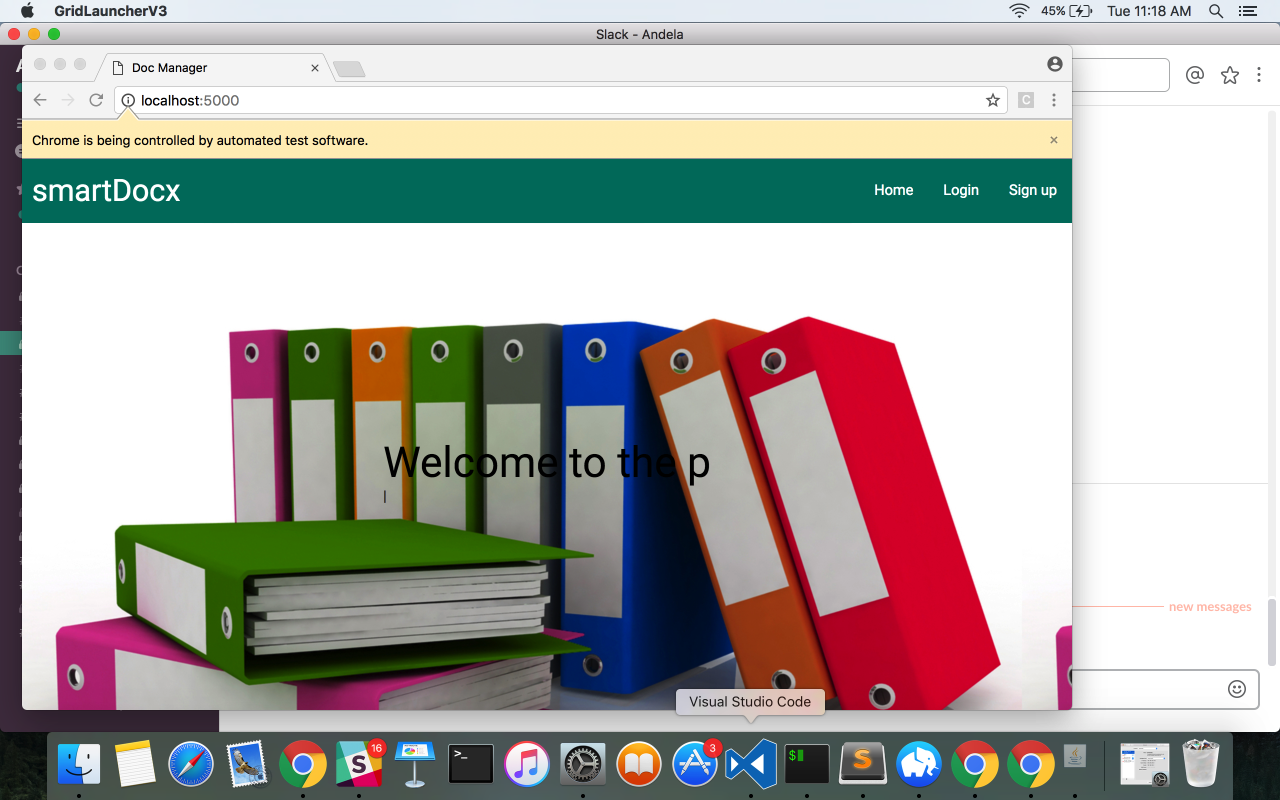 GridLauncherV3
45%
Tue 11:18 AM
Slack - Andela
Doc Manager
localhost:5000
C
Chrome is being controlled by automated test software.
smartDocx
Home
Login
Sign up
Welcome to the p
new messages
Visual Studio Code
16
3